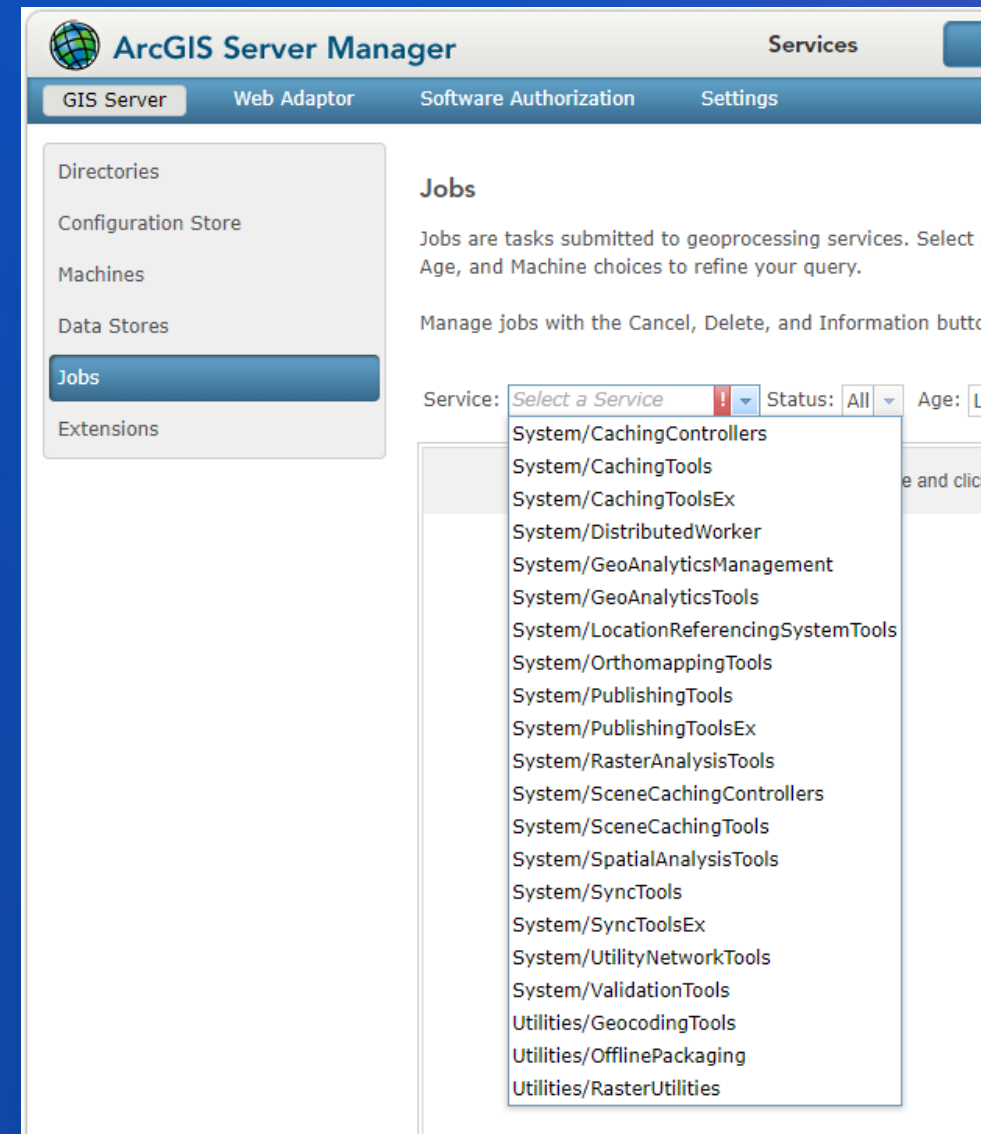 ArcGIS Server Manager
Services
GIS Server Web Adaptor Software Authorization Settings
Directories
Configuration Store
Machines
Data Stores
Jobs
Extensions
Jobs
Jobs are tasks submitted to geoprocessing services. Select
Age, and Machine choices to refine your query.
Manage jobs with the Cancel, Delete, and Information
Service: Select a Service ! Status: All Age:
System/CachingControllers
System/CachingTools
e and
System/CachingToolsEx
System/DistributedWorker
System/GeoAnalyticsManagement
System/GeoAnalyticsTools
System/LocationReferencingSystemTools
System/OrthomappingTools
System/PublishingTools
System/PublishingToolsEx
System/RasterAnalysisTools
System/SceneCachingControllers
System/SceneCachingTools
System/SpatialAnalysisTools
System/SyncTools
System/SyncToolsEx
System/UtilityNetworkTools
System/ValidationTools
Utilities/GeocodingTools
Utilities/OfflinePackaging
Utilities/RasterUtilities